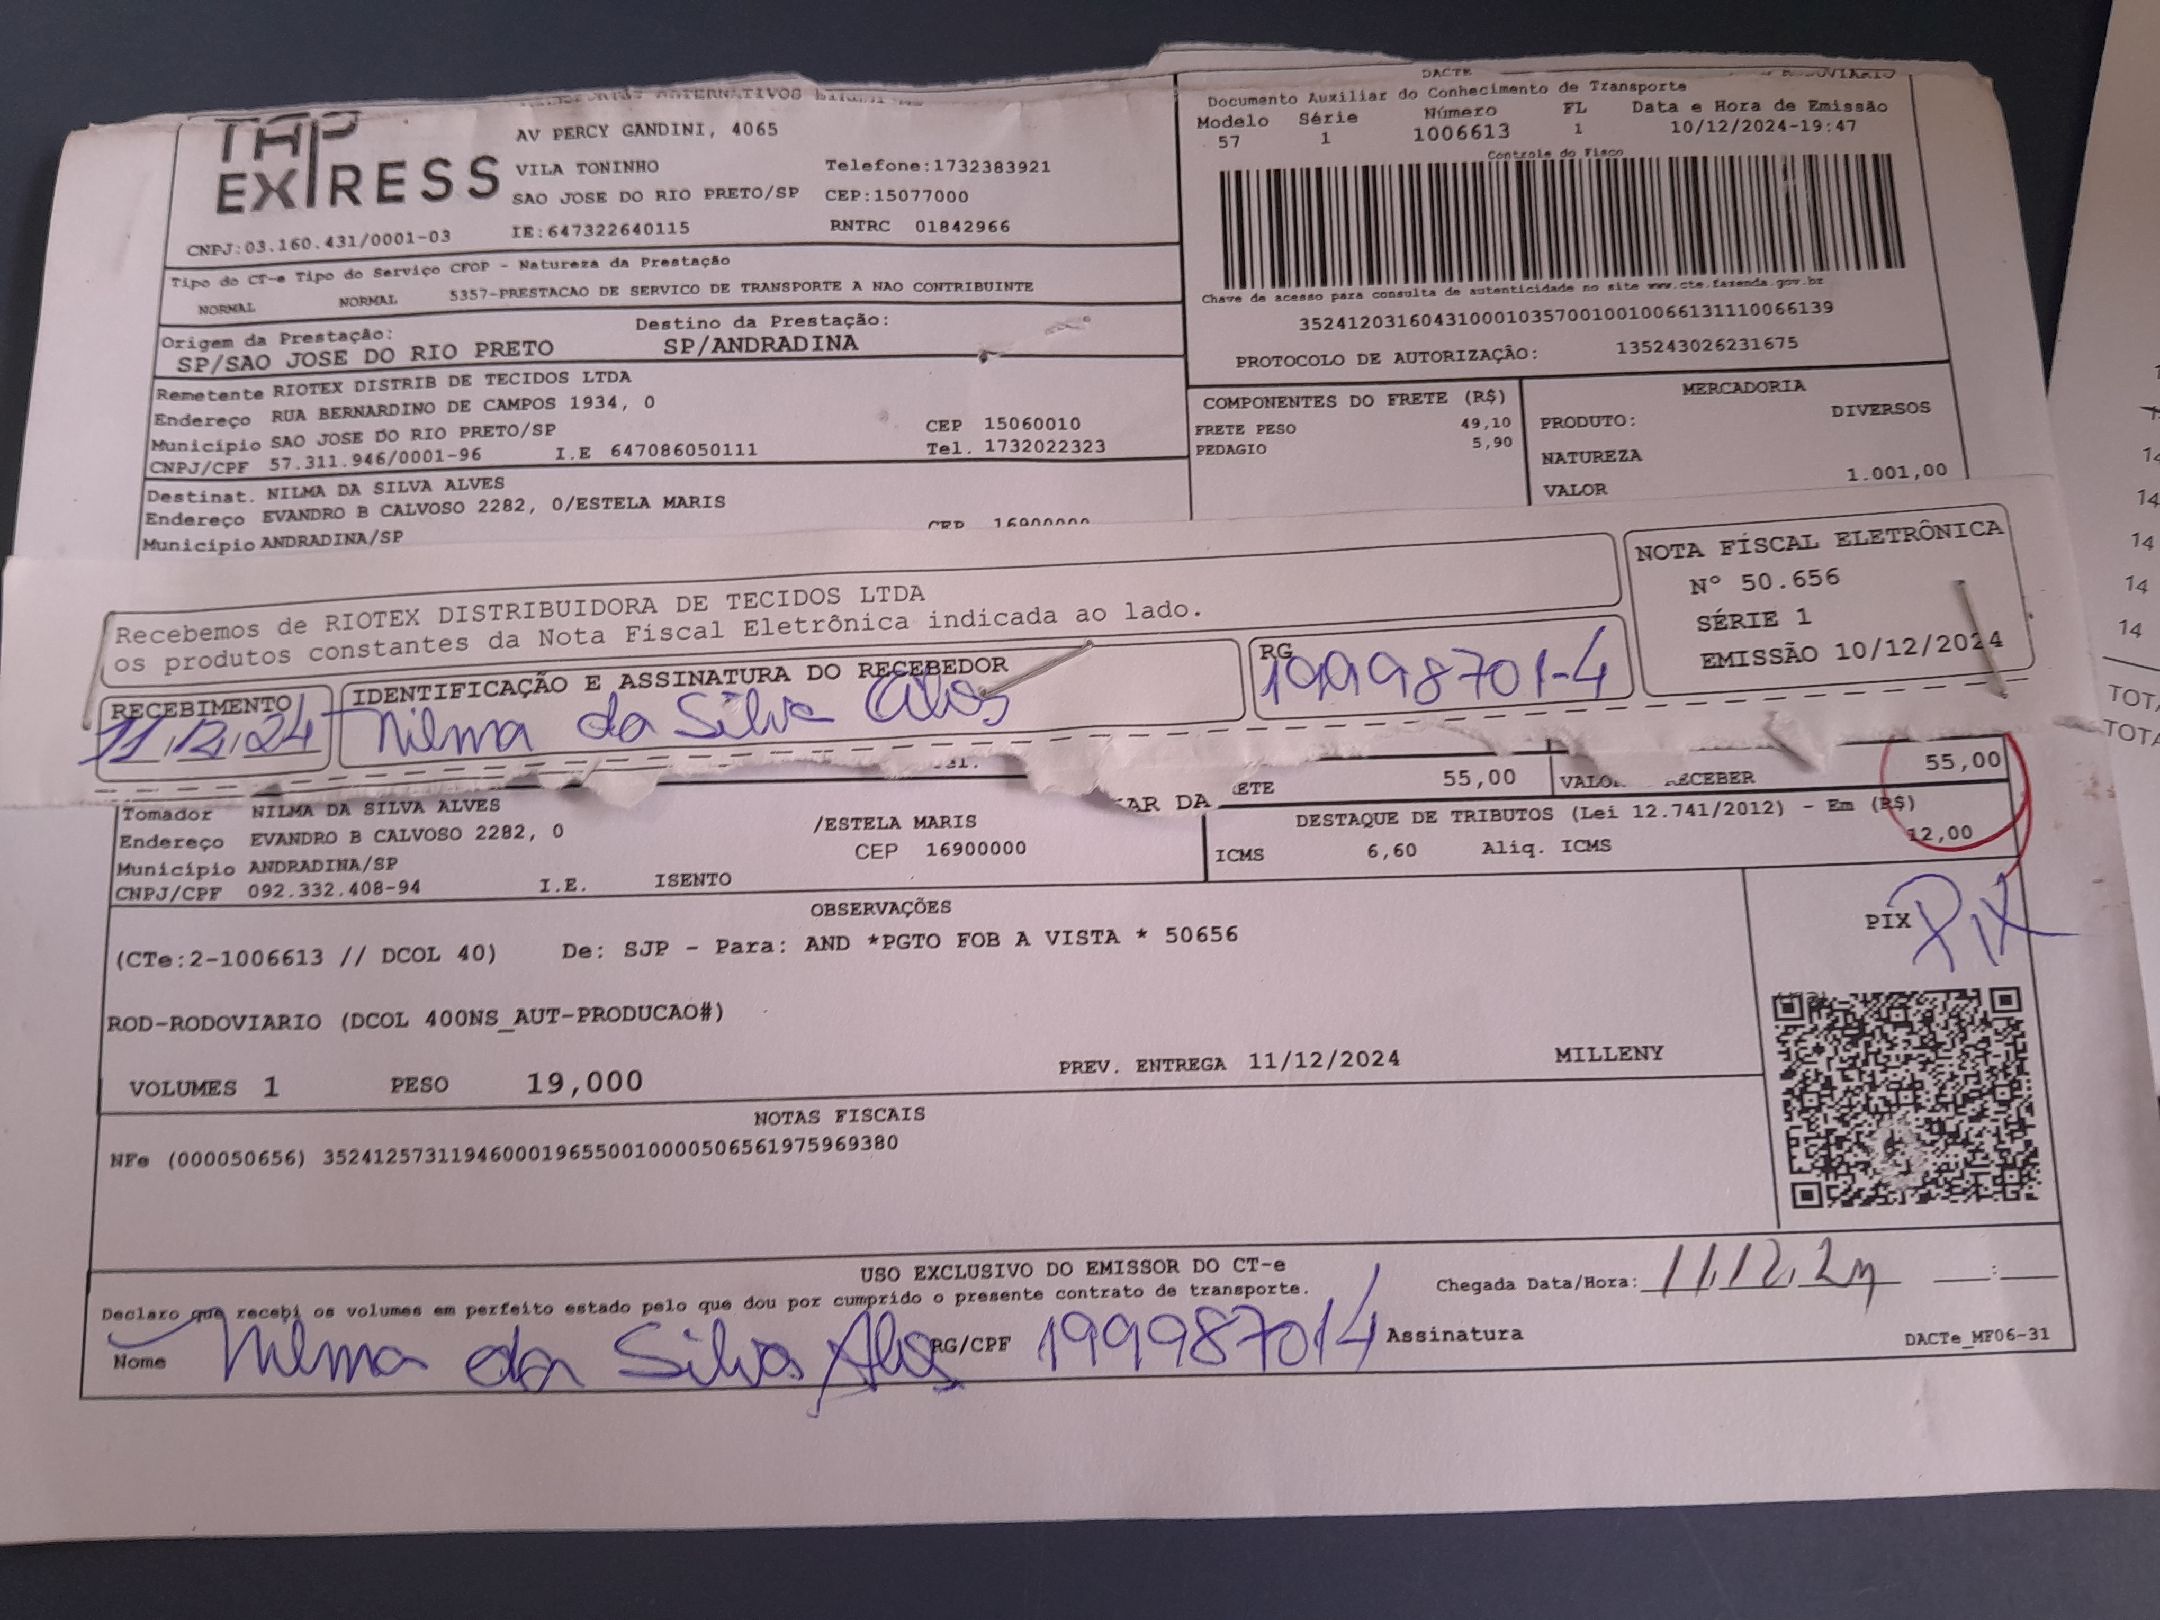 TAP
EXPRESS
AV PERCY GANDINI, 4065
VILA TONINHO Telefone:1732383921
SAO JOSE DO RIO PRETO/SP CEP:15077000
CNPJ:03.160.431/0001-03 IE:647322640115 RNTRC 01842966
Tipo do CT-e Tipo do Serviço CFOP - Natureza da Prestação
NORMAL NORMAL 5357-PRESTACAO DE SERVICO DE TRANSPORTE A NAO CONTRIBUINTE
Origem da Prestação: Destino da Prestação:
SP/SAO JOSE DO RIO PRETO SP/ANDRADINA
Remetente RIOTEX DISTRIB DE TECIDOS LTDA
Endereço RUA BERNARDINO DE CAMPOS 1934, 0
Município SAO JOSE DO RIO PRETO/SP CEP 15060010
CNPJ/CPF 57.311.946/0001-96 I.E 647086050111 Tel. 1732022323
Destinat. NILMA DA SILVA ALVES
Endereço EVANDRO B CALVOSO 2282, 0/ESTELA MARIS
Município ANDRADINA/SP CEP 16900000
DACTE RODOVIARIO
Documento Auxiliar do Conhecimento de Transporte
Modelo Série Número FL Data e Hora de Emissão
57 1 1006613 1 10/12/2024-19:47
Controle do Fisco
Chave de acesso para consulta de autenticidade no site www.cte.fazenda.gov.br
35241203160431000103570010010066131110066139
PROTOCOLO DE AUTORIZAÇÃO: 135243026231675
COMPONENTES DO FRETE (R$)
FRETE PESO 49,10
PEDAGIO 5,90
MERCADORIA
PRODUTO: DIVERSOS
NATUREZA
VALOR 1.001,00
Recebemos de RIOTEX DISTRIBUIDORA DE TECIDOS LTDA
os produtos constantes da Nota Fiscal Eletrônica indicada ao lado.
RECEBIMENTO IDENTIFICAÇÃO E ASSINATURA DO RECEBEDOR RG
11/12/24 Nilma da Silva Alves 19998701-4
NOTA FISCAL ELETRÔNICA
Nº 50.656
SÉRIE 1
EMISSÃO 10/12/2024
ETE 55,00 RECEBER 55,00
AR DA
Tomador NILMA DA SILVA ALVES
Endereço EVANDRO B CALVOSO 2282, 0 /ESTELA MARIS
Município ANDRADINA/SP CEP 16900000
CNPJ/CPF 092.332.408-94 I.E. ISENTO
DESTAQUE DE TRIBUTOS (Lei 12.741/2012) - Em (R$)
ICMS 6,60 Aliq. ICMS 12,00
OBSERVAÇÕES
(CTe:2-1006613 // DCOL 40) De: SJP - Para: AND *PGTO FOB A VISTA * 50656
PIX PIX
ROD-RODOVIARIO (DCOL 400NS_AUT-PRODUCAO#)
VOLUMES 1 PESO 19,000 PREV. ENTREGA 11/12/2024 MILLENY
NOTAS FISCAIS
NFe (000050656) 35241257311946000196550010000506561975969380
USO EXCLUSIVO DO EMISSOR DO CT-e
Declaro que recebi os volumes em perfeito estado pelo que dou por cumprido o presente contrato de transporte.
Chegada Data/Hora: 11.12.24 :
Nome Nilma da Silva Alves RG/CPF 199987014 Assinatura
DACTe_MF06-31
14
14
14
14
14
TOTA
TOTA